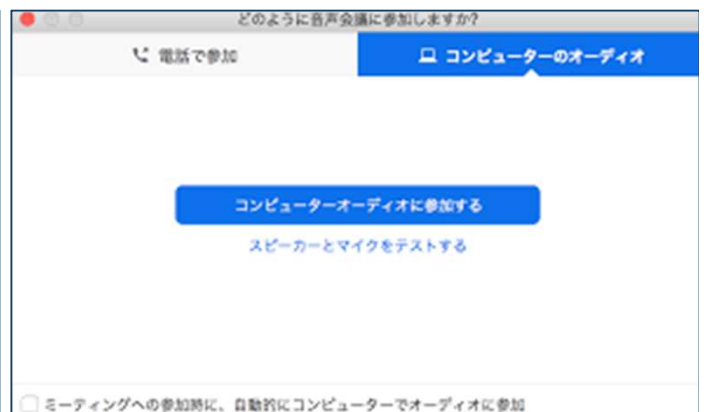 どのように音声会議に参加しますか?
電話で参加
コンピューターのオーディオ
コンピューターオーディオに参加する
スピーカーとマイクをテストする
ミーティングへの参加時に、自動的にコンピューターでオーディオに参加